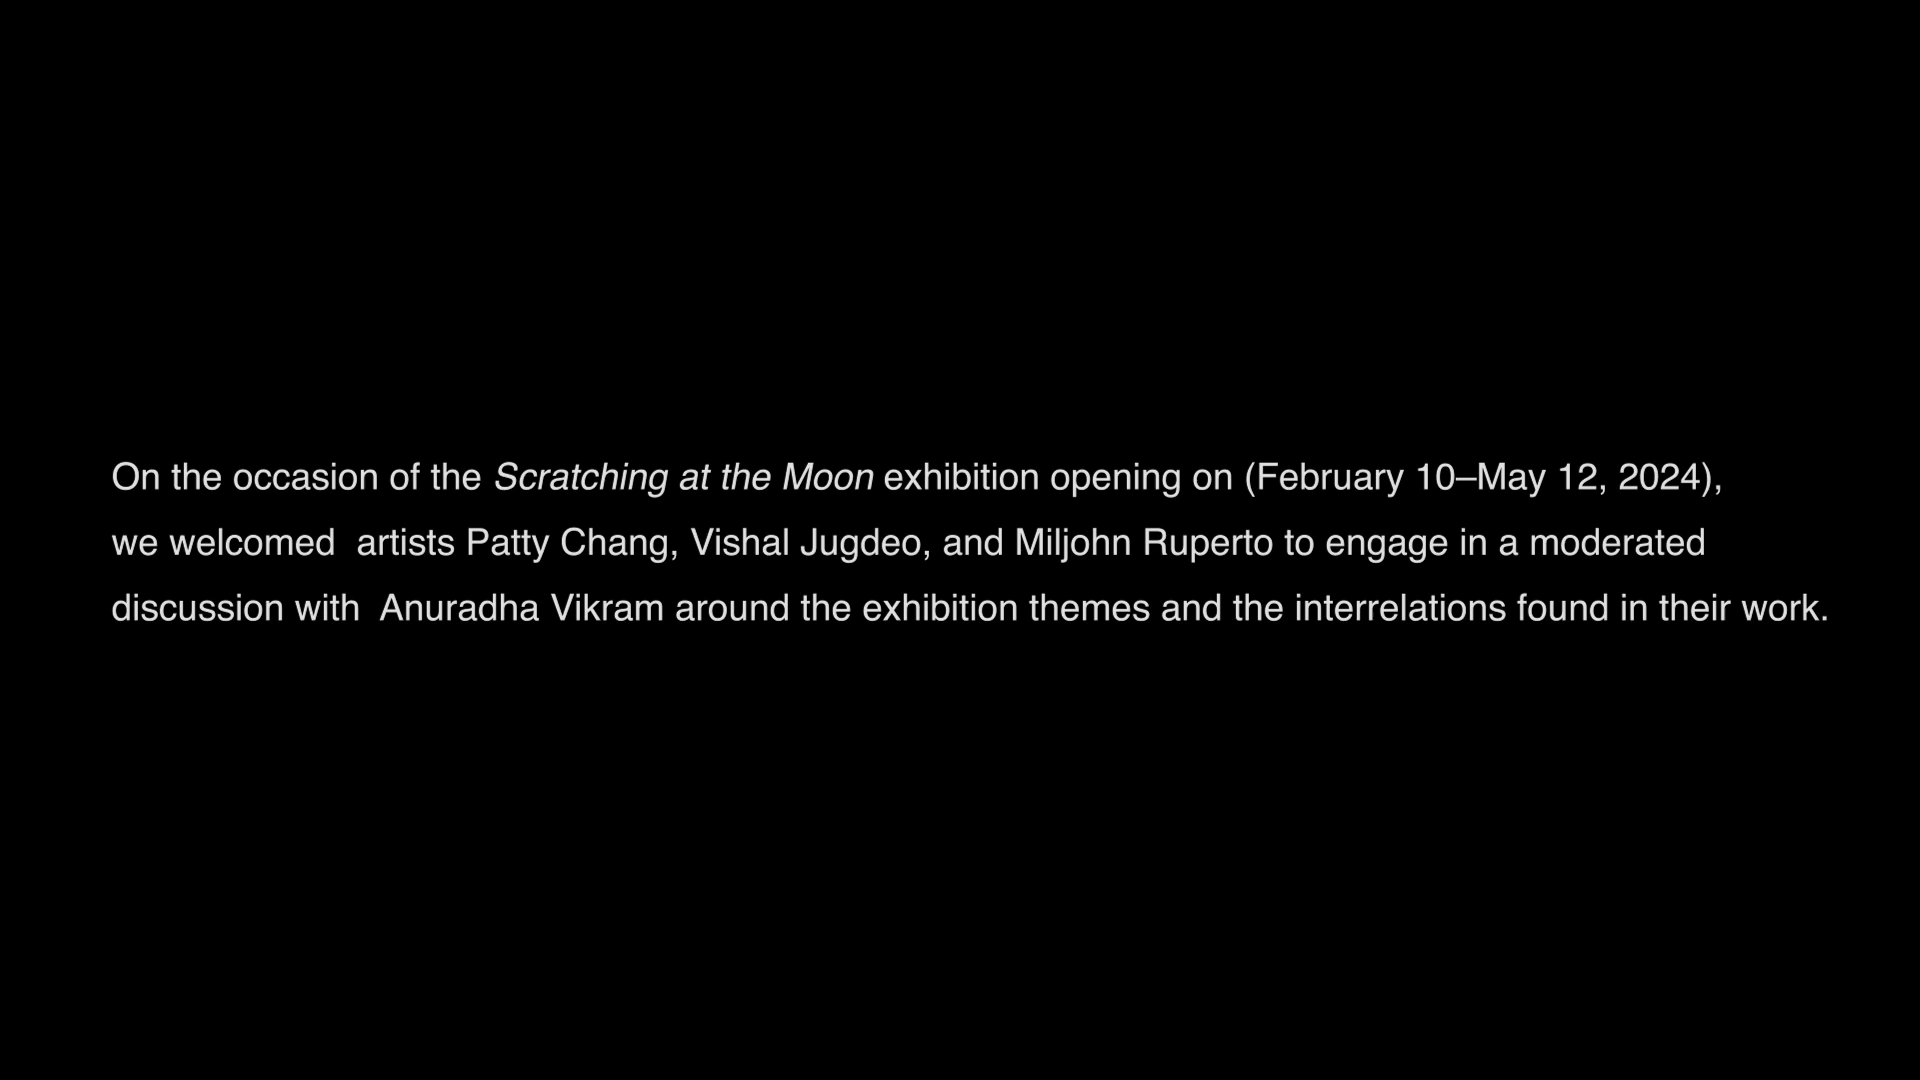 On the occasion of the Scratching at the Moon exhibition opening on (February 10–May 12, 2024),
we welcomed  artists Patty Chang, Vishal Jugdeo, and Miljohn Ruperto to engage in a moderated
discussion with  Anuradha Vikram around the exhibition themes and the interrelations found in their work.